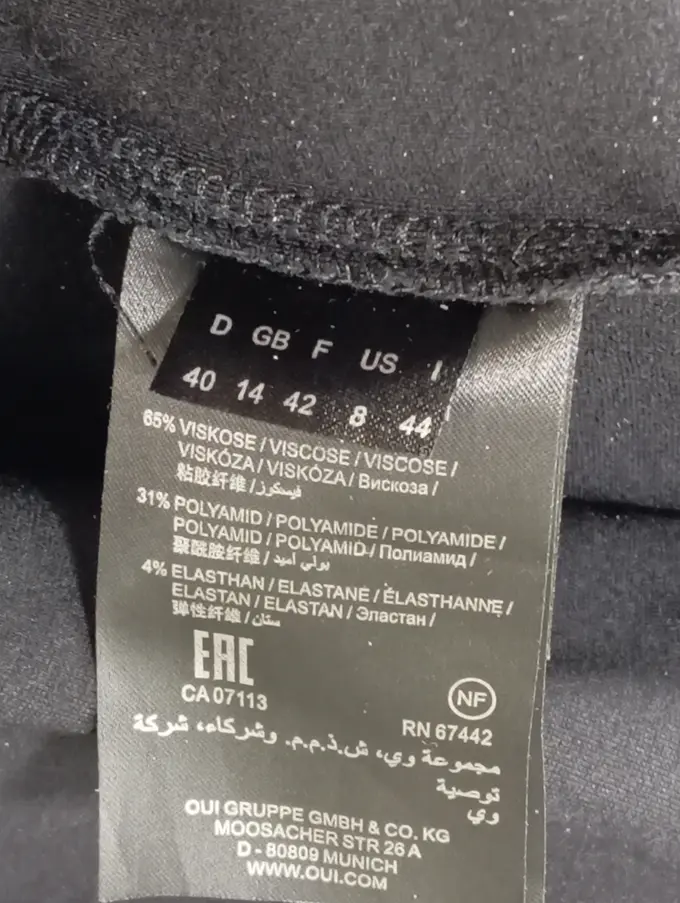 D GB F US I
40 14 42 8 44
65% VISKOSE / VISCOSE / VISCOSE /
VISKÓZA / VISKÓZA / Вискоза /
粘胶纤维 / فيسكوز /
31% POLYAMID / POLYAMIDE / POLYAMIDE /
POLYAMID / POLYAMID / Полиамид /
聚酰胺纤维 / بولي أميد /
4% ELASTHAN / ELASTANE / ÉLASTHANNE /
ELASTAN / ELASTAN / Эластан /
弹性纤维 /
EAC
CA 07113
NF
RN 67442
مجموعة وي، ش.ذ.م.م. وشركاء، شركة
توصية
وي
OUI GRUPPE GMBH & CO. KG
MOOSACHER STR 26 A
D - 80809 MUNICH
WWW.OUI.COM